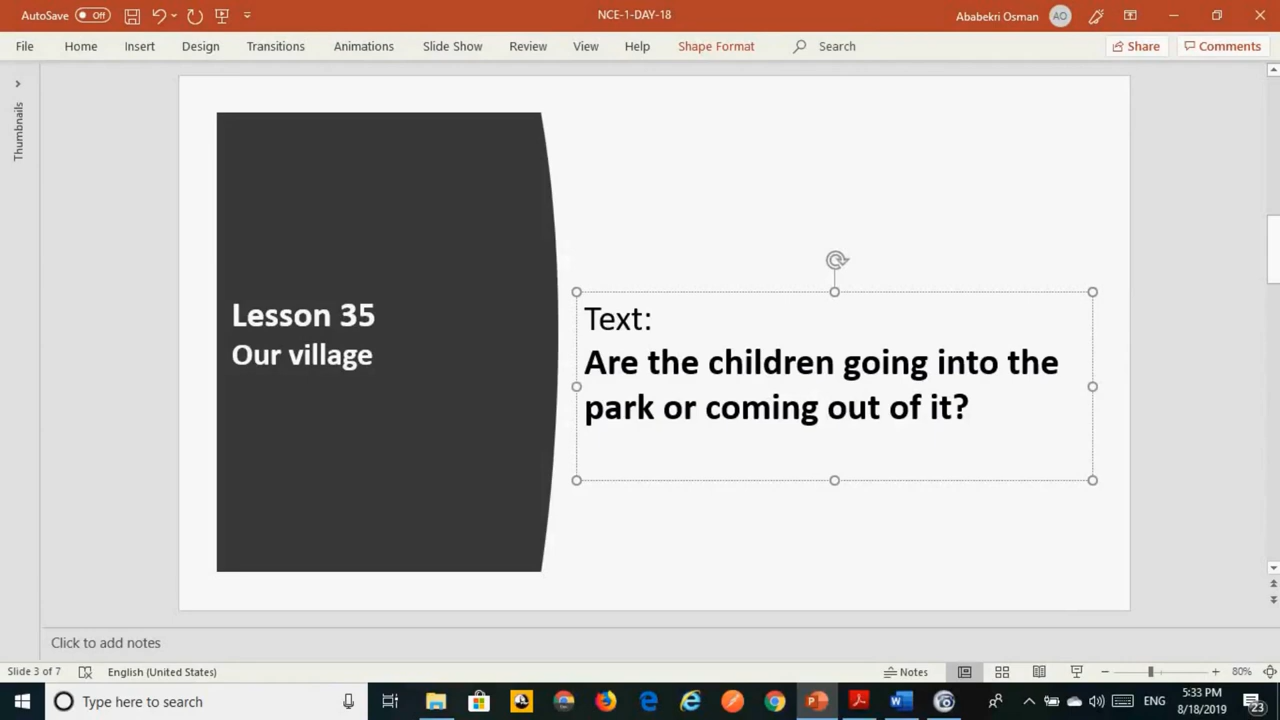 AutoSave Off
NCE-1-DAY-18
Ababekri Osman AO
File Home Insert Design Transitions Animations Slide Show Review View Help Shape Format Search Share Comments
Thumbnails
Lesson 35
Our village
Text:
Are the children going into the
park or coming out of it?
Click to add notes
Slide 3 of 7 English (United States) Notes 80%
Type here to search
ENG
5:33 PM
8/18/2019
23